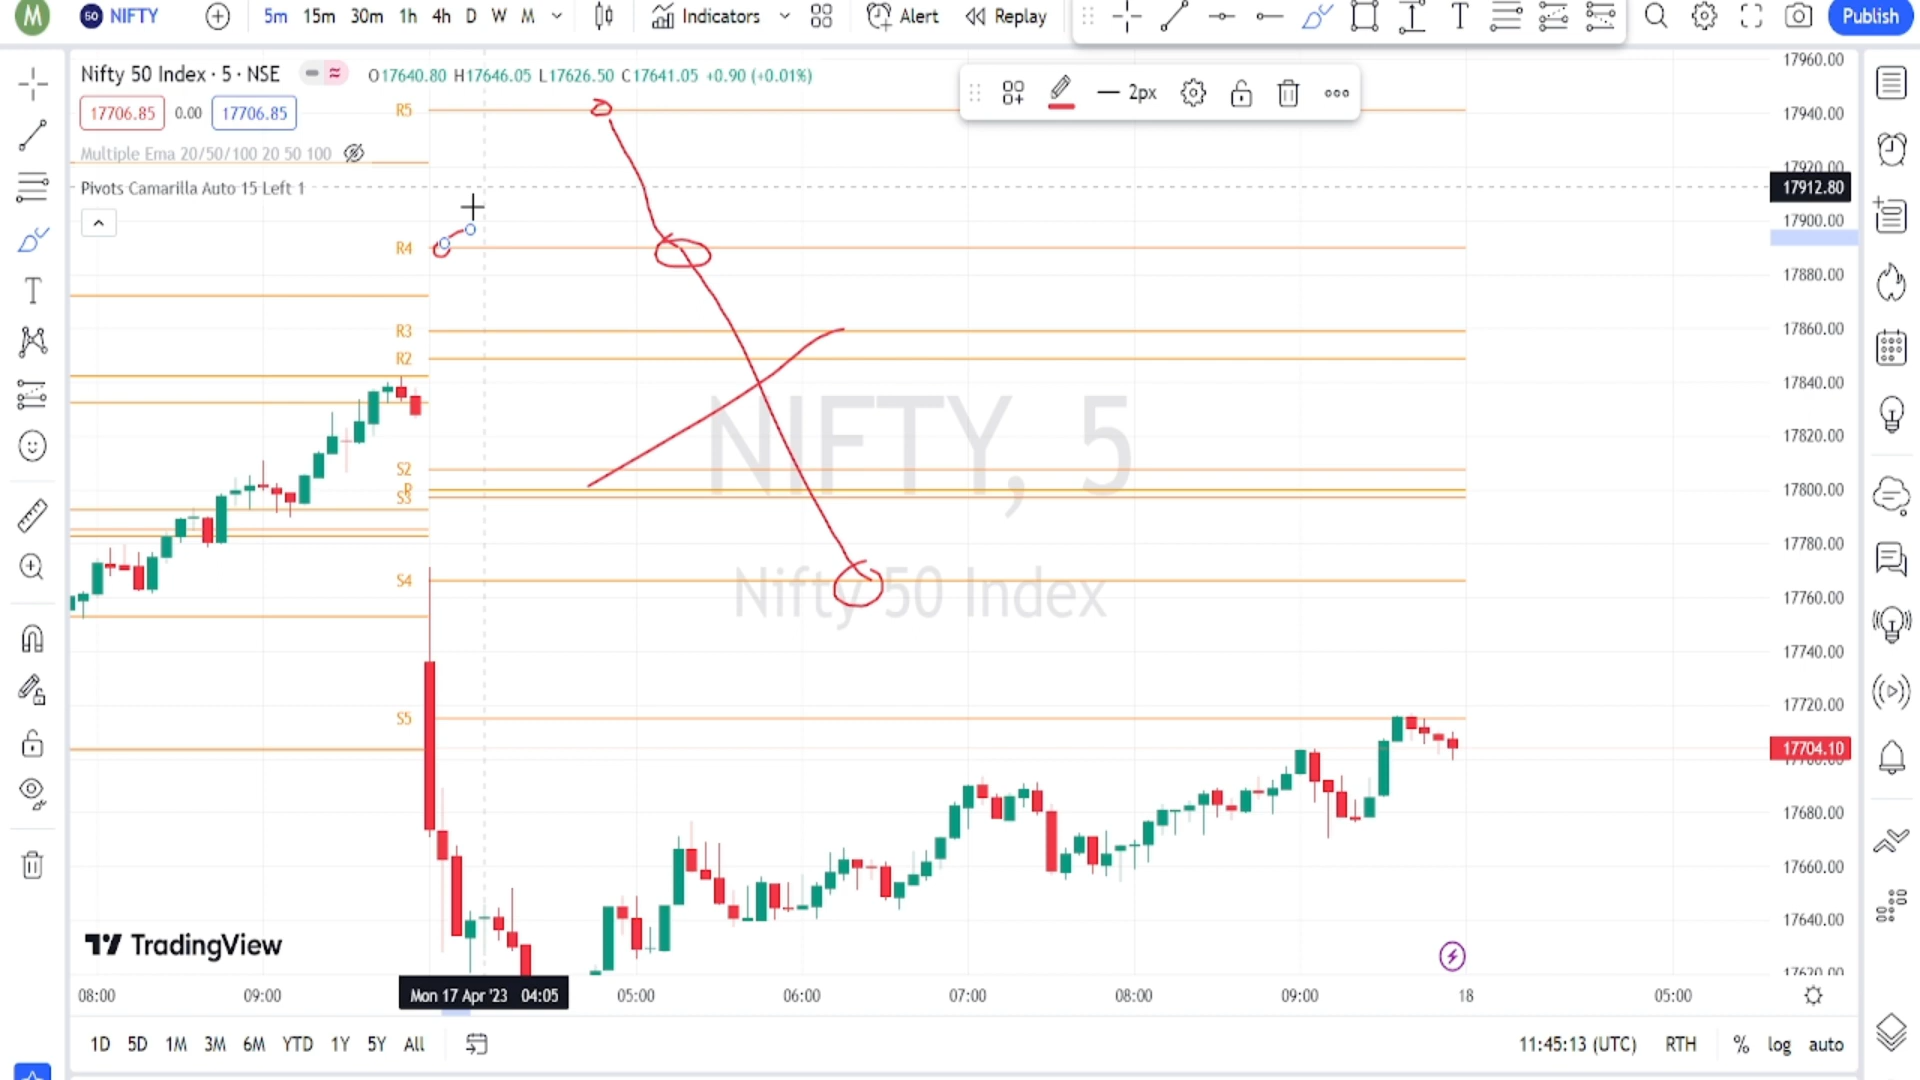 M
50 NIFTY 5m 15m 30m 1h 4h D W M Indicators Alert Replay T Publish
Nifty 50 Index · 5 · NSE O17640.80 H17646.05 L17626.50 C17641.05 +0.90 (+0.01%)
2px
17706.85 0.00 17706.85
Multiple Ema 20/50/100 20 50 100
Pivots Camarilla Auto 15 Left 1
R5
R4
R3
R2
S2
P
S3
S4
S5
NIFTY, 5
Nifty 50 Index
17960.00
17940.00
17920.00
17912.80
17900.00
17880.00
17860.00
17840.00
17820.00
17800.00
17780.00
17760.00
17740.00
17720.00
17704.10
17700.00
17680.00
17660.00
17640.00
17620.00
TradingView
08:00 09:00 Mon 17 Apr '23 04:05 05:00 06:00 07:00 08:00 09:00 18 05:00
1D 5D 1M 3M 6M YTD 1Y 5Y All 11:45:13 (UTC) RTH % log auto